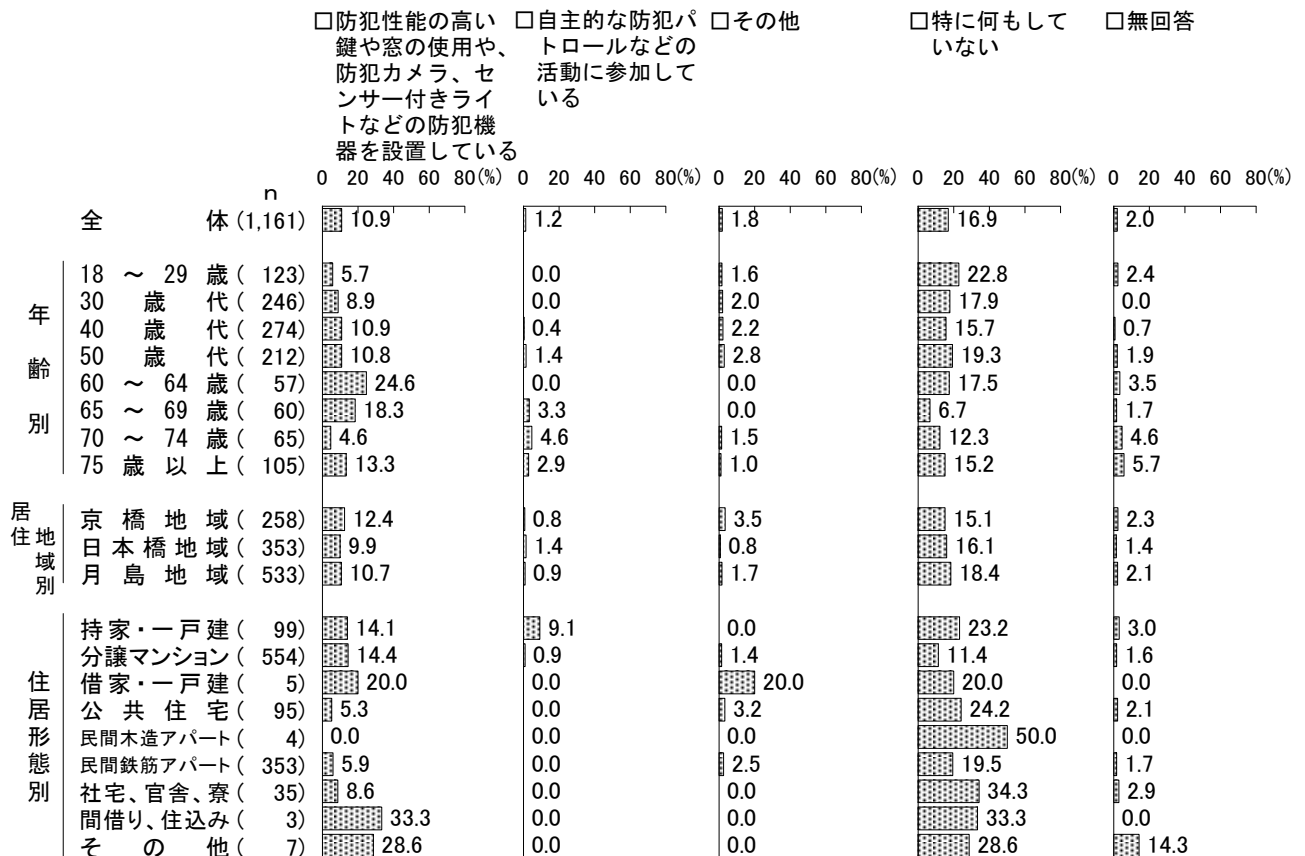 □防犯性能の高い鍵や窓の使用や、防犯カメラ、センサー付きライトなどの防犯機器を設置している
□自主的な防犯パトロールなどの活動に参加している
□その他
□特に何もしていない
□無回答
n
0 20 40 60 80(%) 0 20 40 60 80(%) 0 20 40 60 80(%) 0 20 40 60 80(%) 0 20 40 60 80(%)
全体(1,161) 10.9 1.2 1.8 16.9 2.0
年齢別
18～29歳( 123) 5.7 0.0 1.6 22.8 2.4
30歳代( 246) 8.9 0.0 2.0 17.9 0.0
40歳代( 274) 10.9 0.4 2.2 15.7 0.7
50歳代( 212) 10.8 1.4 2.8 19.3 1.9
60～64歳( 57) 24.6 0.0 0.0 17.5 3.5
65～69歳( 60) 18.3 3.3 0.0 6.7 1.7
70～74歳( 65) 4.6 4.6 1.5 12.3 4.6
75歳以上( 105) 13.3 2.9 1.0 15.2 5.7
居住地域別
京橋地域( 258) 12.4 0.8 3.5 15.1 2.3
日本橋地域( 353) 9.9 1.4 0.8 16.1 1.4
月島地域( 533) 10.7 0.9 1.7 18.4 2.1
住居形態別
持家・一戸建( 99) 14.1 9.1 0.0 23.2 3.0
分譲マンション( 554) 14.4 0.9 1.4 11.4 1.6
借家・一戸建( 5) 20.0 0.0 20.0 20.0 0.0
公共住宅( 95) 5.3 0.0 3.2 24.2 2.1
民間木造アパート( 4) 0.0 0.0 0.0 50.0 0.0
民間鉄筋アパート( 353) 5.9 0.0 2.5 19.5 1.7
社宅、官舎、寮( 35) 8.6 0.0 0.0 34.3 2.9
間借り、住込み( 3) 33.3 0.0 0.0 33.3 0.0
その他( 7) 28.6 0.0 0.0 28.6 14.3